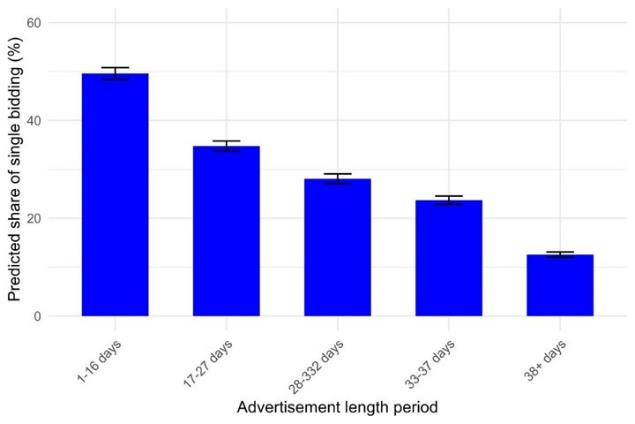 Predicted share of single bidding (%)
60
40
20
0
1-16 days
17-27 days
28-332 days
33-37 days
38+ days
Advertisement length period